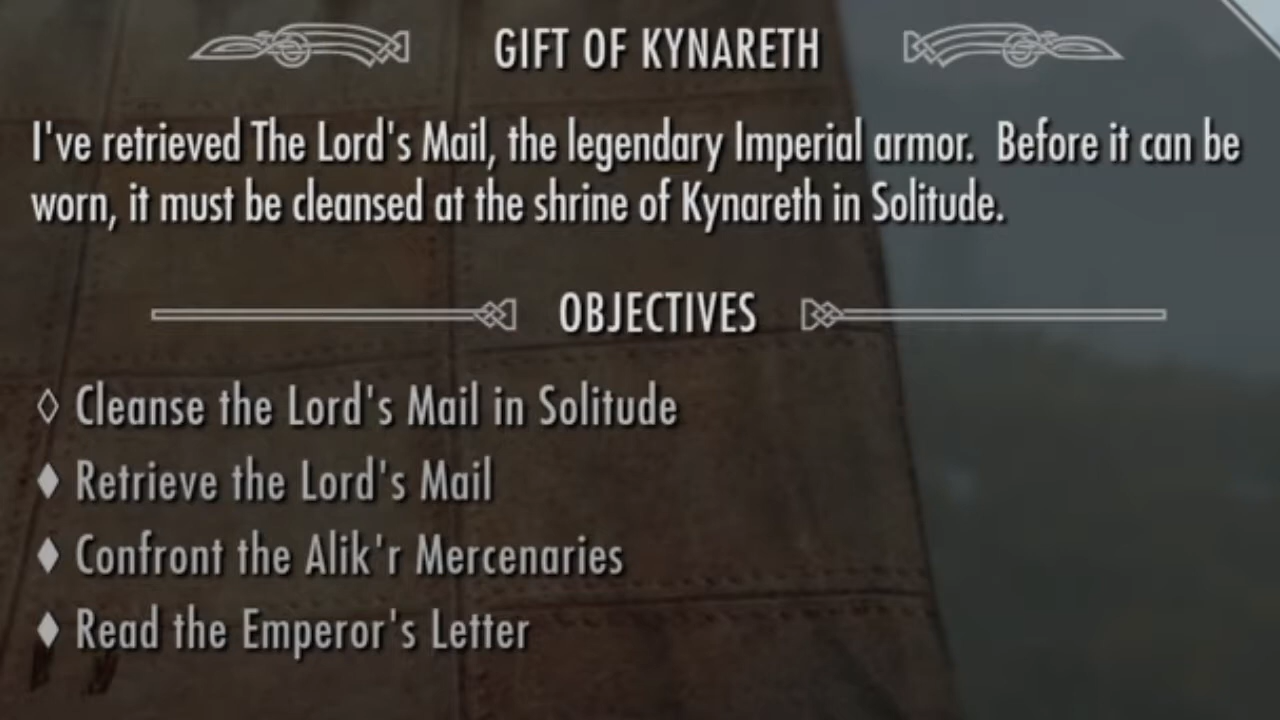 GIFT OF KYNARETH
I've retrieved The Lord's Mail, the legendary Imperial armor.  Before it can be
worn, it must be cleansed at the shrine of Kynareth in Solitude.
OBJECTIVES
Cleanse the Lord's Mail in Solitude
Retrieve the Lord's Mail
Confront the Alik'r Mercenaries
Read the Emperor's Letter